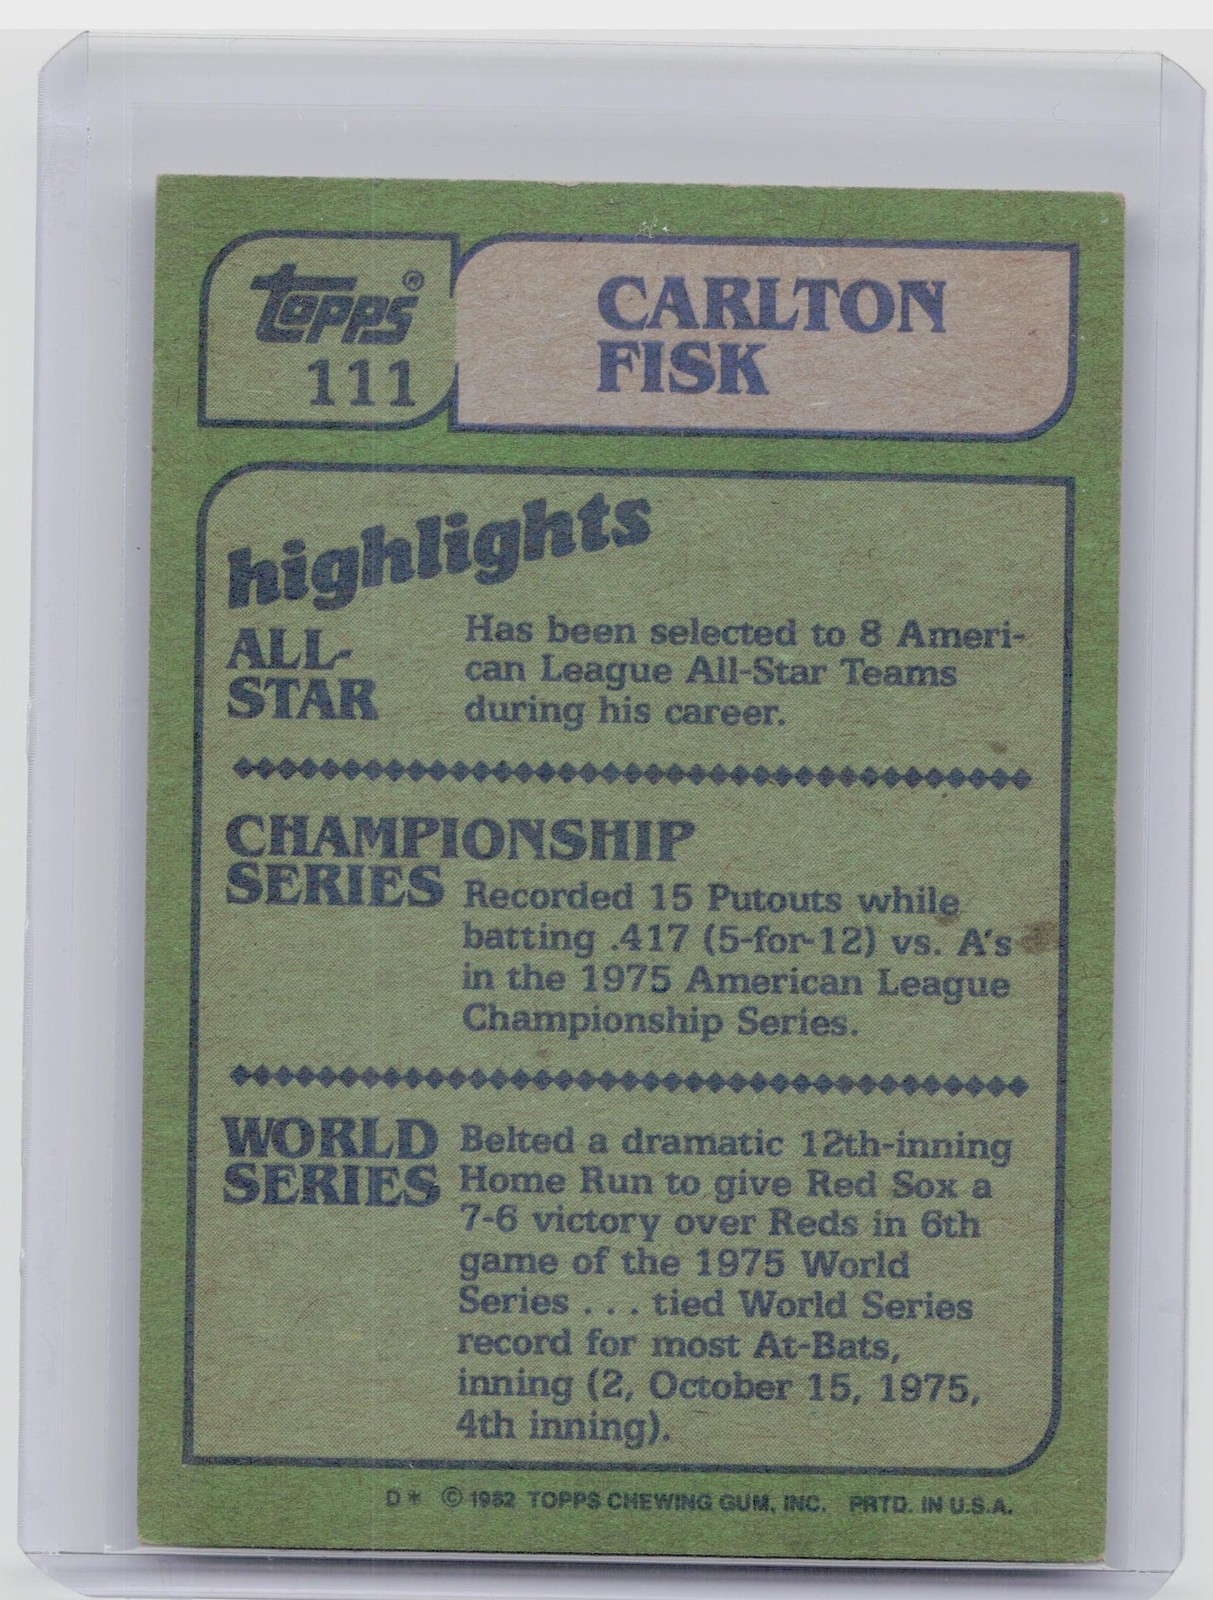 Topps®
111
CARLTON
FISK
highlights
ALL-
STAR
Has been selected to 8 Ameri-
can League All-Star Teams
during his career.
CHAMPIONSHIP
SERIES
Recorded 15 Putouts while
batting .417 (5-for-12) vs. A's
in the 1975 American League
Championship Series.
WORLD
SERIES
Belted a dramatic 12th-inning
Home Run to give Red Sox a
7-6 victory over Reds in 6th
game of the 1975 World
Series . . . tied World Series
record for most At-Bats,
inning (2, October 15, 1975,
4th inning).
D* © 1982 TOPPS CHEWING GUM, INC. PRTD. IN U.S.A.